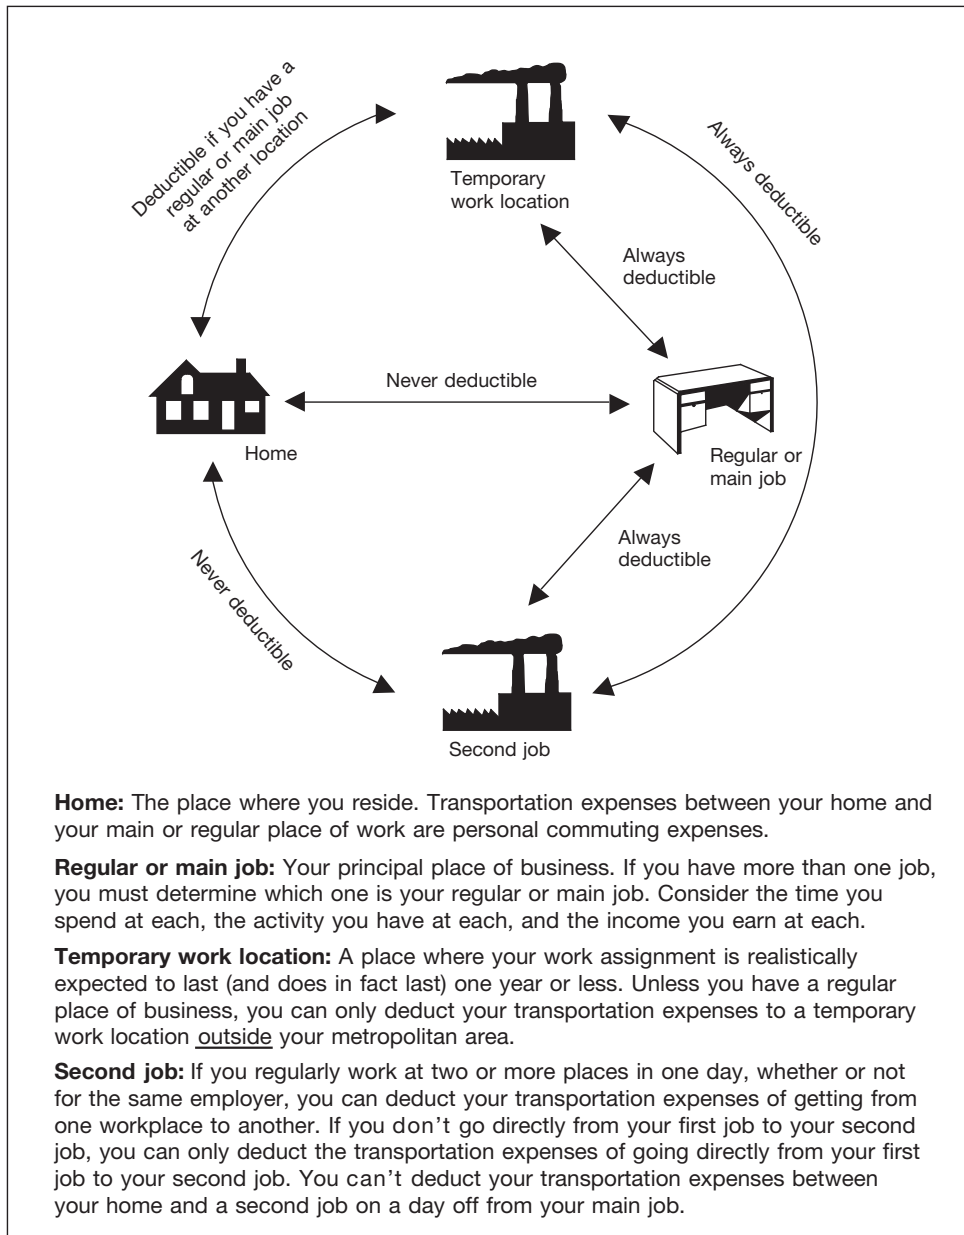 Deductible if you have a
regular or main job
at another location
Temporary
work location
Always deductible
Always
deductible
Never deductible
Home
Regular or
main job
Always
deductible
Never deductible
Second job
Home: The place where you reside. Transportation expenses between your home and
your main or regular place of work are personal commuting expenses.
Regular or main job: Your principal place of business. If you have more than one job,
you must determine which one is your regular or main job. Consider the time you
spend at each, the activity you have at each, and the income you earn at each.
Temporary work location: A place where your work assignment is realistically
expected to last (and does in fact last) one year or less. Unless you have a regular
place of business, you can only deduct your transportation expenses to a temporary
work location outside your metropolitan area.
Second job: If you regularly work at two or more places in one day, whether or not
for the same employer, you can deduct your transportation expenses of getting from
one workplace to another. If you don't go directly from your first job to your second
job, you can only deduct the transportation expenses of going directly from your first
job to your second job. You can't deduct your transportation expenses between
your home and a second job on a day off from your main job.